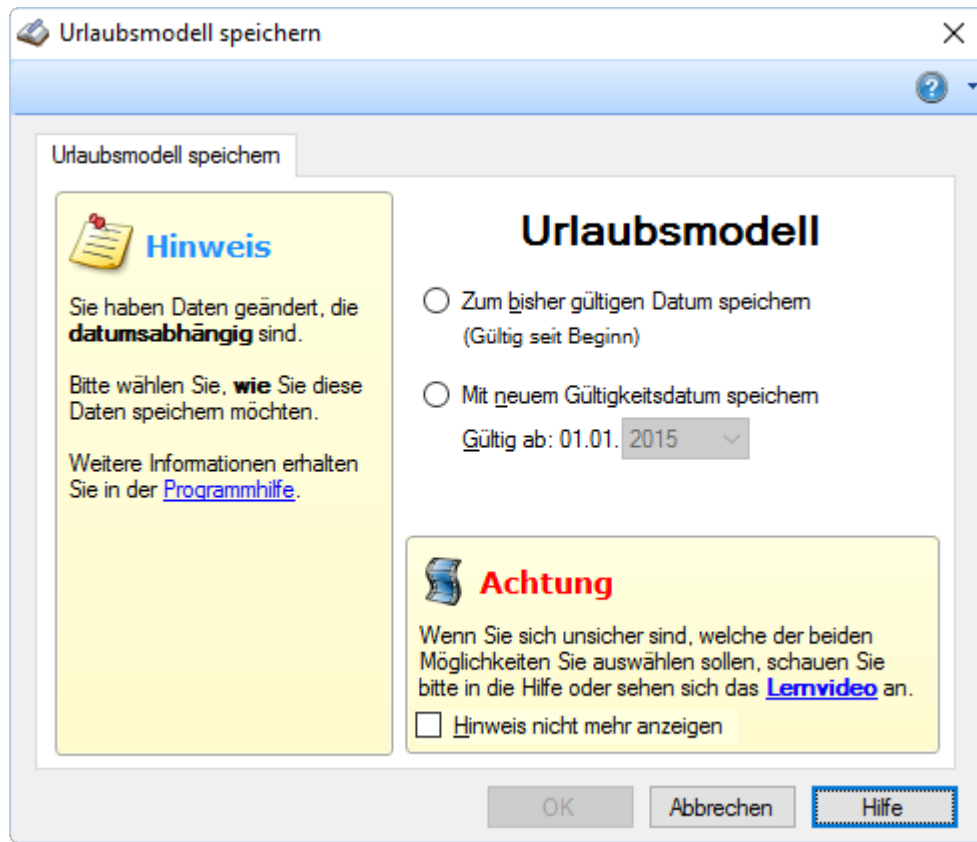 Urlaubsmodell speichern
Urlaubsmodell speichern
Hinweis
Sie haben Daten geändert, die
datumsabhängig sind.
Bitte wählen Sie, wie Sie diese
Daten speichern möchten.
Weitere Informationen erhalten
Sie in der Programmhilfe.
Urlaubsmodell
Zum bisher gültigen Datum speichern
(Gültig seit Beginn)
Mit neuem Gültigkeitsdatum speichern
Gültig ab: 01.01. 2015
Achtung
Wenn Sie sich unsicher sind, welche der beiden
Möglichkeiten Sie auswählen sollen, schauen Sie
bitte in die Hilfe oder sehen sich das Lernvideo an.
Hinweis nicht mehr anzeigen
OK Abbrechen Hilfe